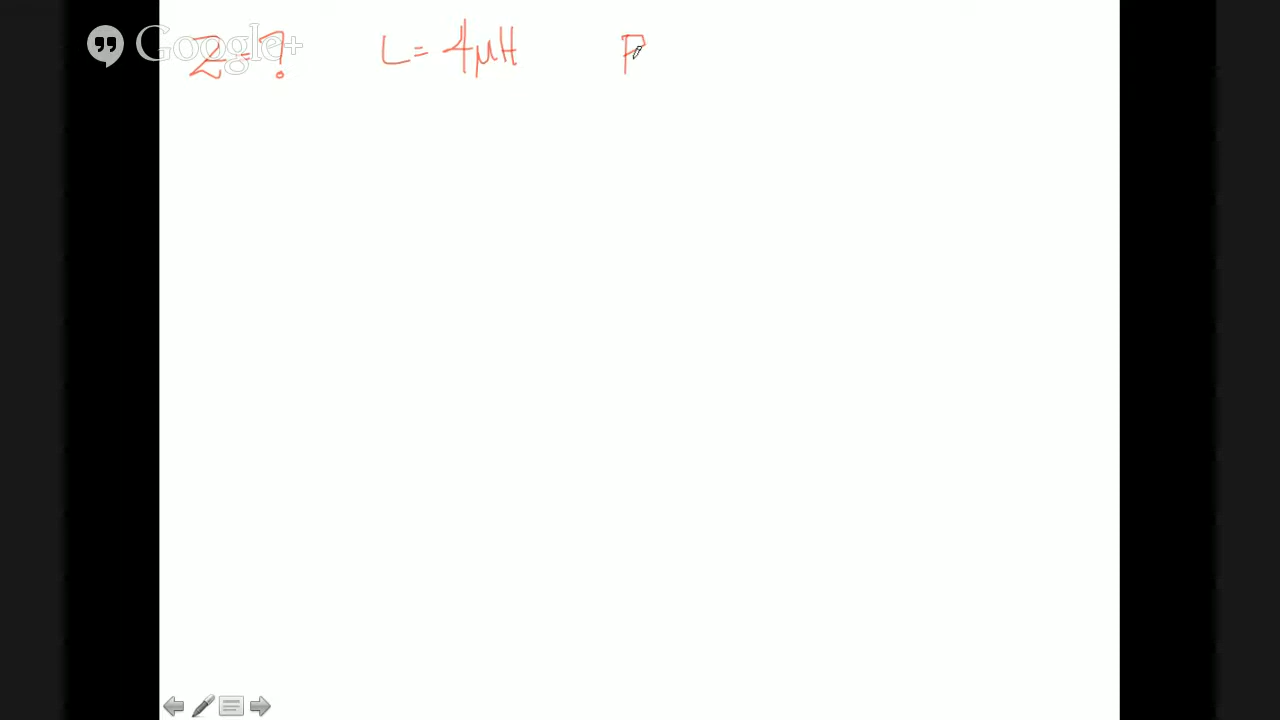 Google+
Z = ? L = 4μH P